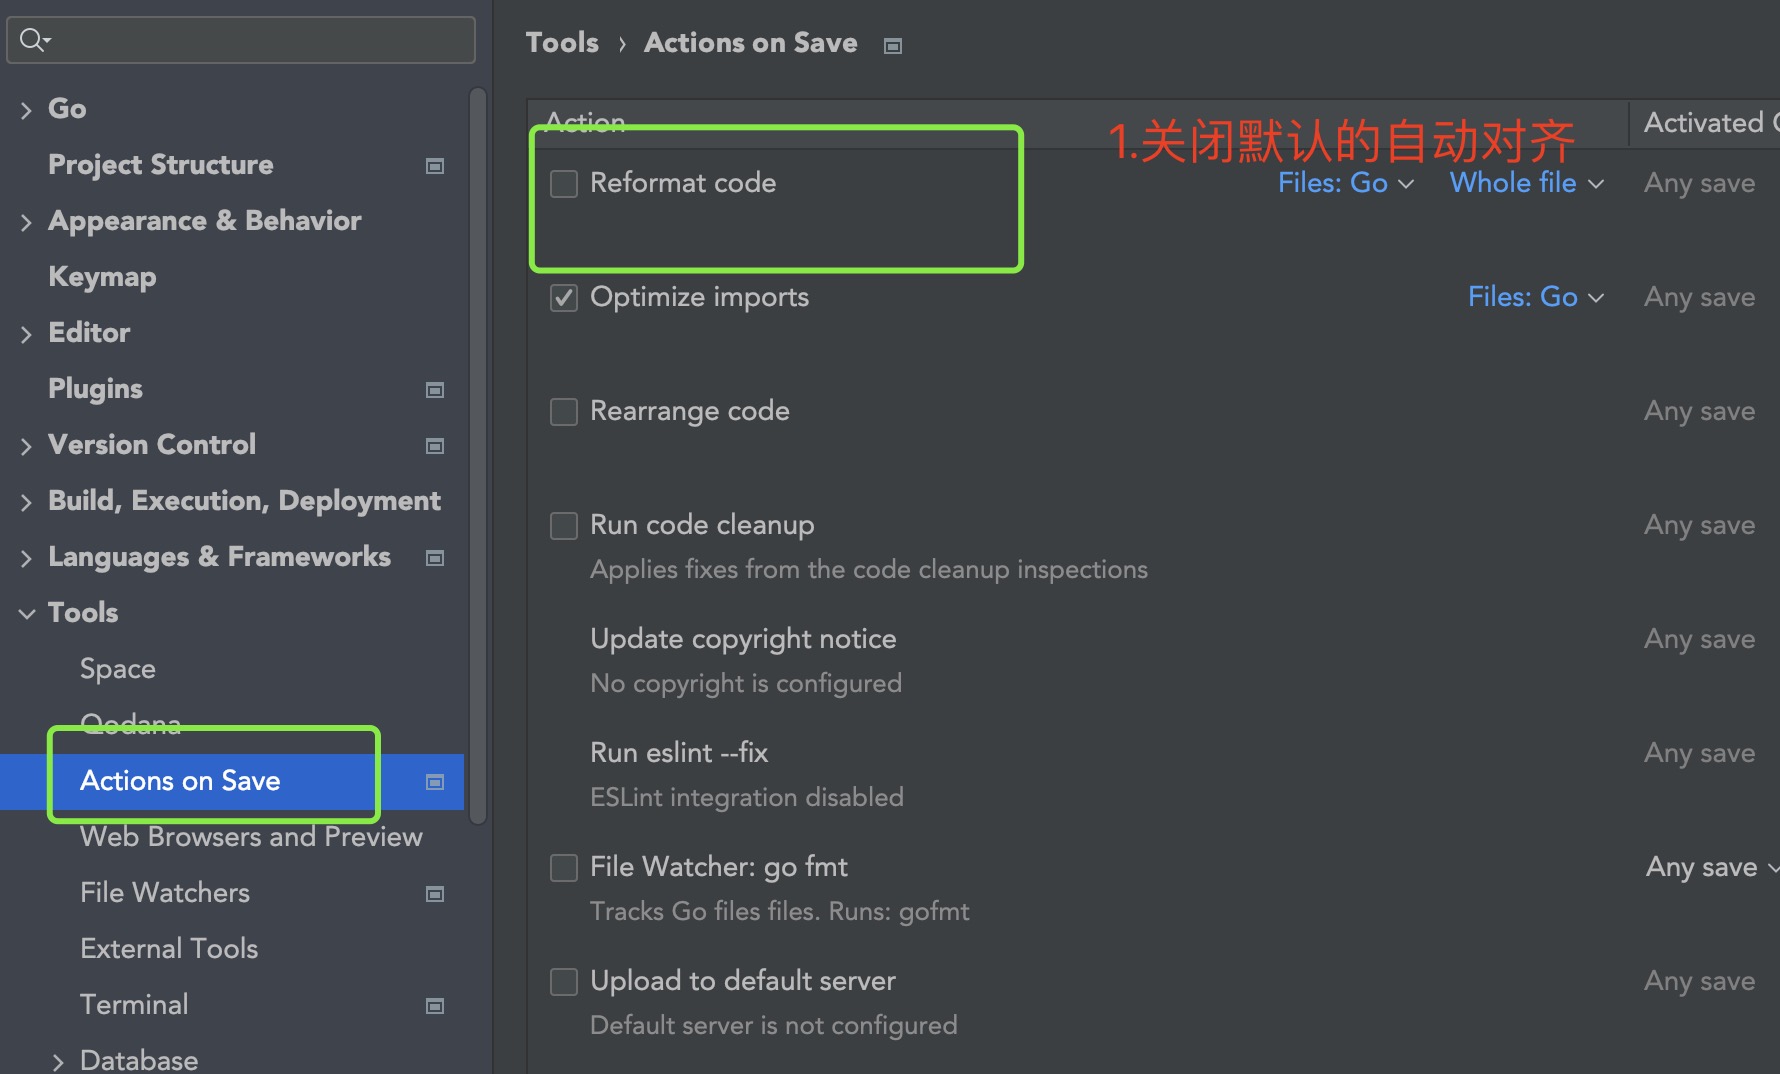 Go
Project Structure
Appearance & Behavior
Keymap
Editor
Plugins
Version Control
Build, Execution, Deployment
Languages & Frameworks
Tools
Space
Qodana
Actions on Save
Web Browsers and Preview
File Watchers
External Tools
Terminal
Database
Tools › Actions on Save
Action
Activated
1.关闭默认的自动对齐
Reformat code Files: Go Whole file Any save
Optimize imports Files: Go Any save
Rearrange code Any save
Run code cleanup Any save
Applies fixes from the code cleanup inspections
Update copyright notice Any save
No copyright is configured
Run eslint --fix Any save
ESLint integration disabled
File Watcher: go fmt Any save
Tracks Go files files. Runs: gofmt
Upload to default server Any save
Default server is not configured